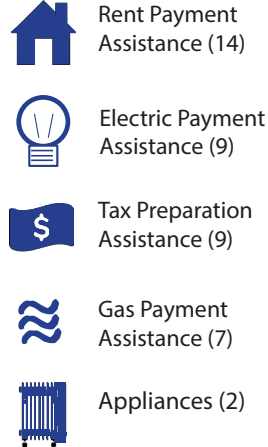 Rent Payment
Assistance (14)
Electric Payment
Assistance (9)
$
Tax Preparation
Assistance (9)
Gas Payment
Assistance (7)
Appliances (2)